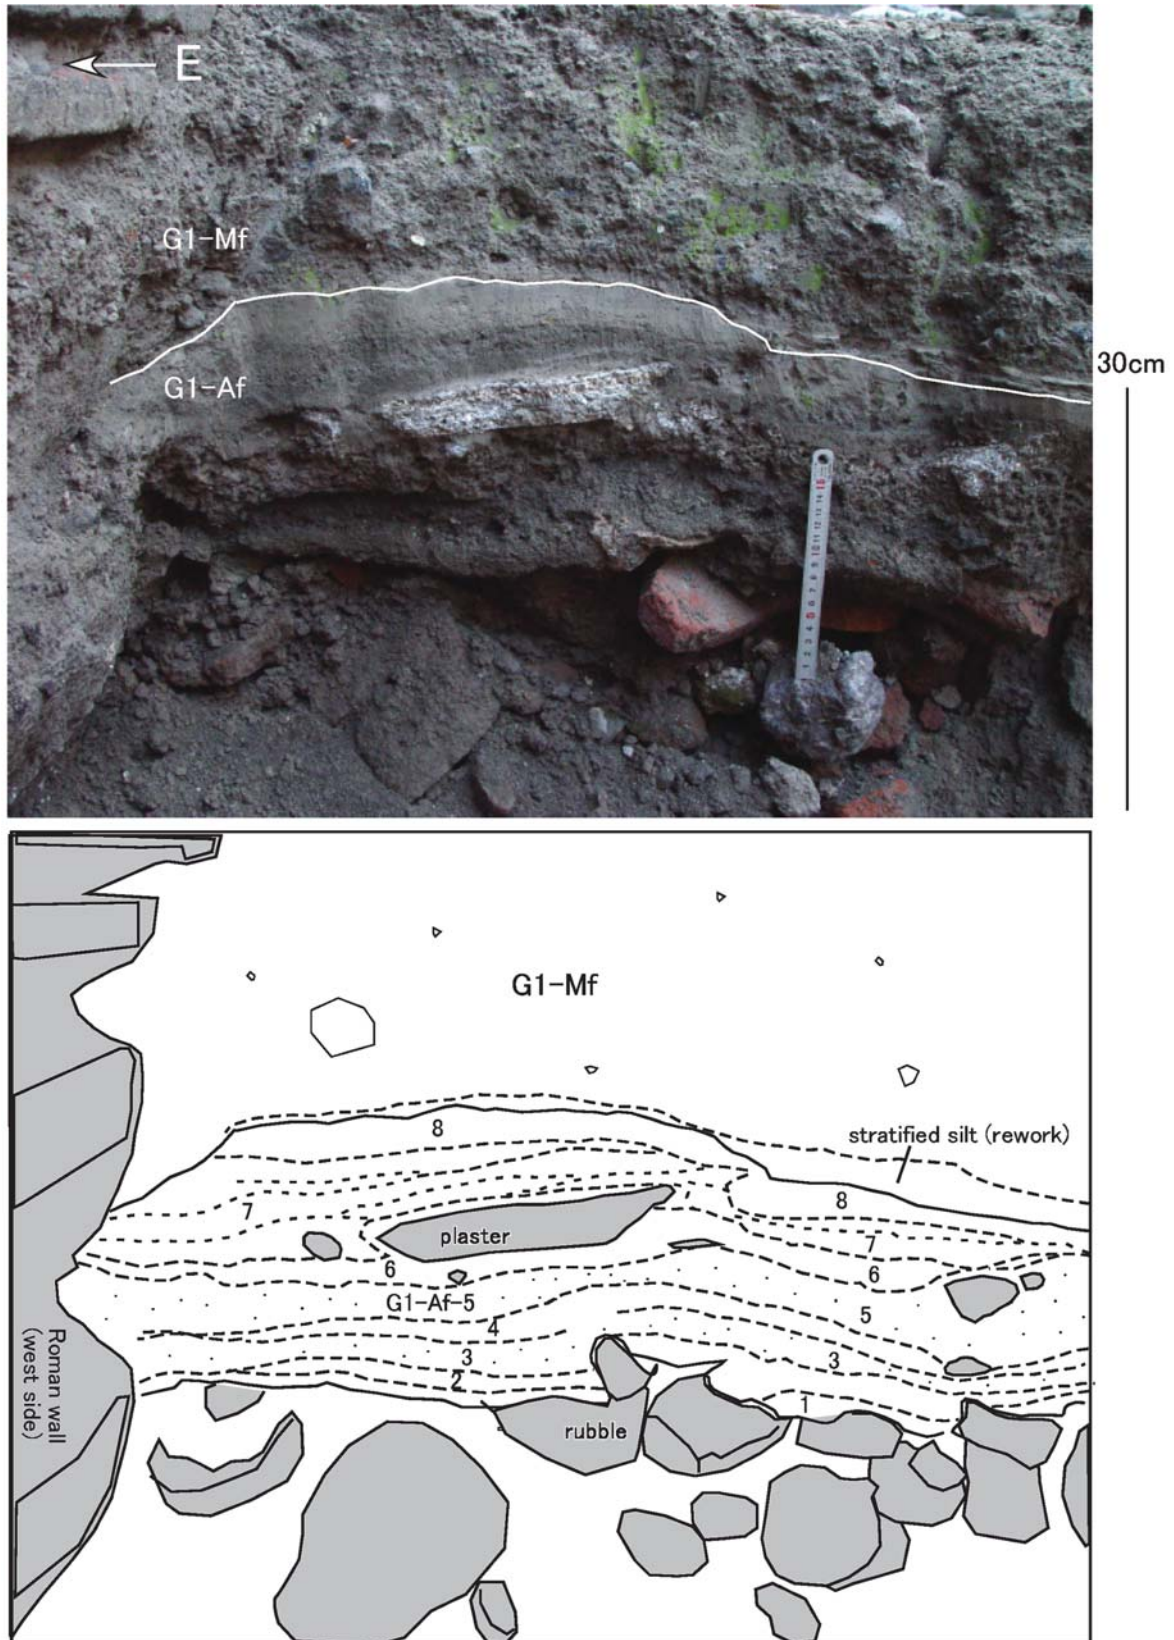 E
G1-Mf
G1-Af
30cm
G1-Mf
8
stratified silt (rework)
8
7
plaster
7
6
6
G1-Af-5
5
4
3
3
2
1
rubble
Roman wall
(west side)